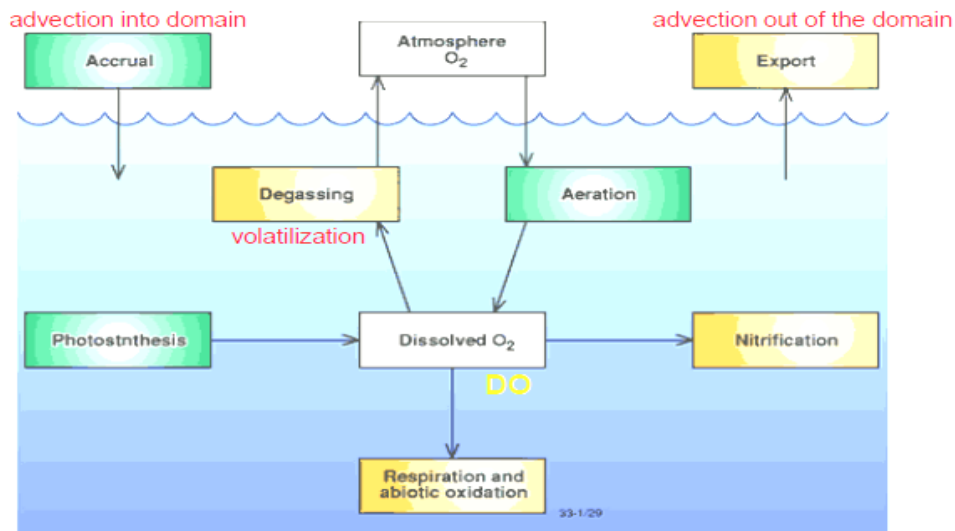 advection into domain
advection out of the domain
Accrual
Atmosphere
O₂
Export
Degassing
Aeration
volatilization
Photostnthesis
Dissolved O₂
Nitrification
DO
Respiration and
abiotic oxidation
33-1/29